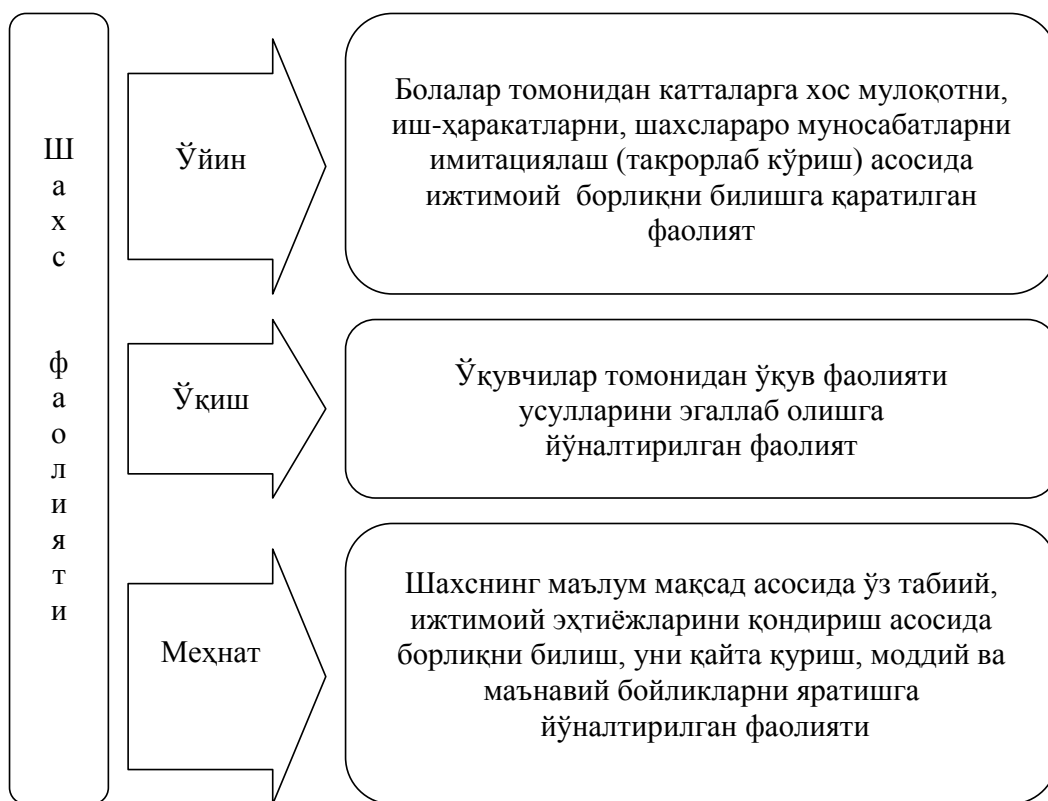 Шахс фаолияти
Ўйин
Болалар томонидан катталарга хос мулоқотни,
иш-ҳаракатларни, шахслараро муносабатларни
имитациялаш (такрорлаб кўриш) асосида
ижтимоий борлиқни билишга қаратилган
фаолият
Ўқиш
Ўқувчилар томонидан ўқув фаолияти
усулларини эгаллаб олишга
йўналтирилган фаолият
Меҳнат
Шахснинг маълум мақсад асосида ўз табиий,
ижтимоий эҳтиёжларини қондириш асосида
борлиқни билиш, уни қайта қуриш, моддий ва
маънавий бойликларни яратишга
йўналтирилган фаолияти